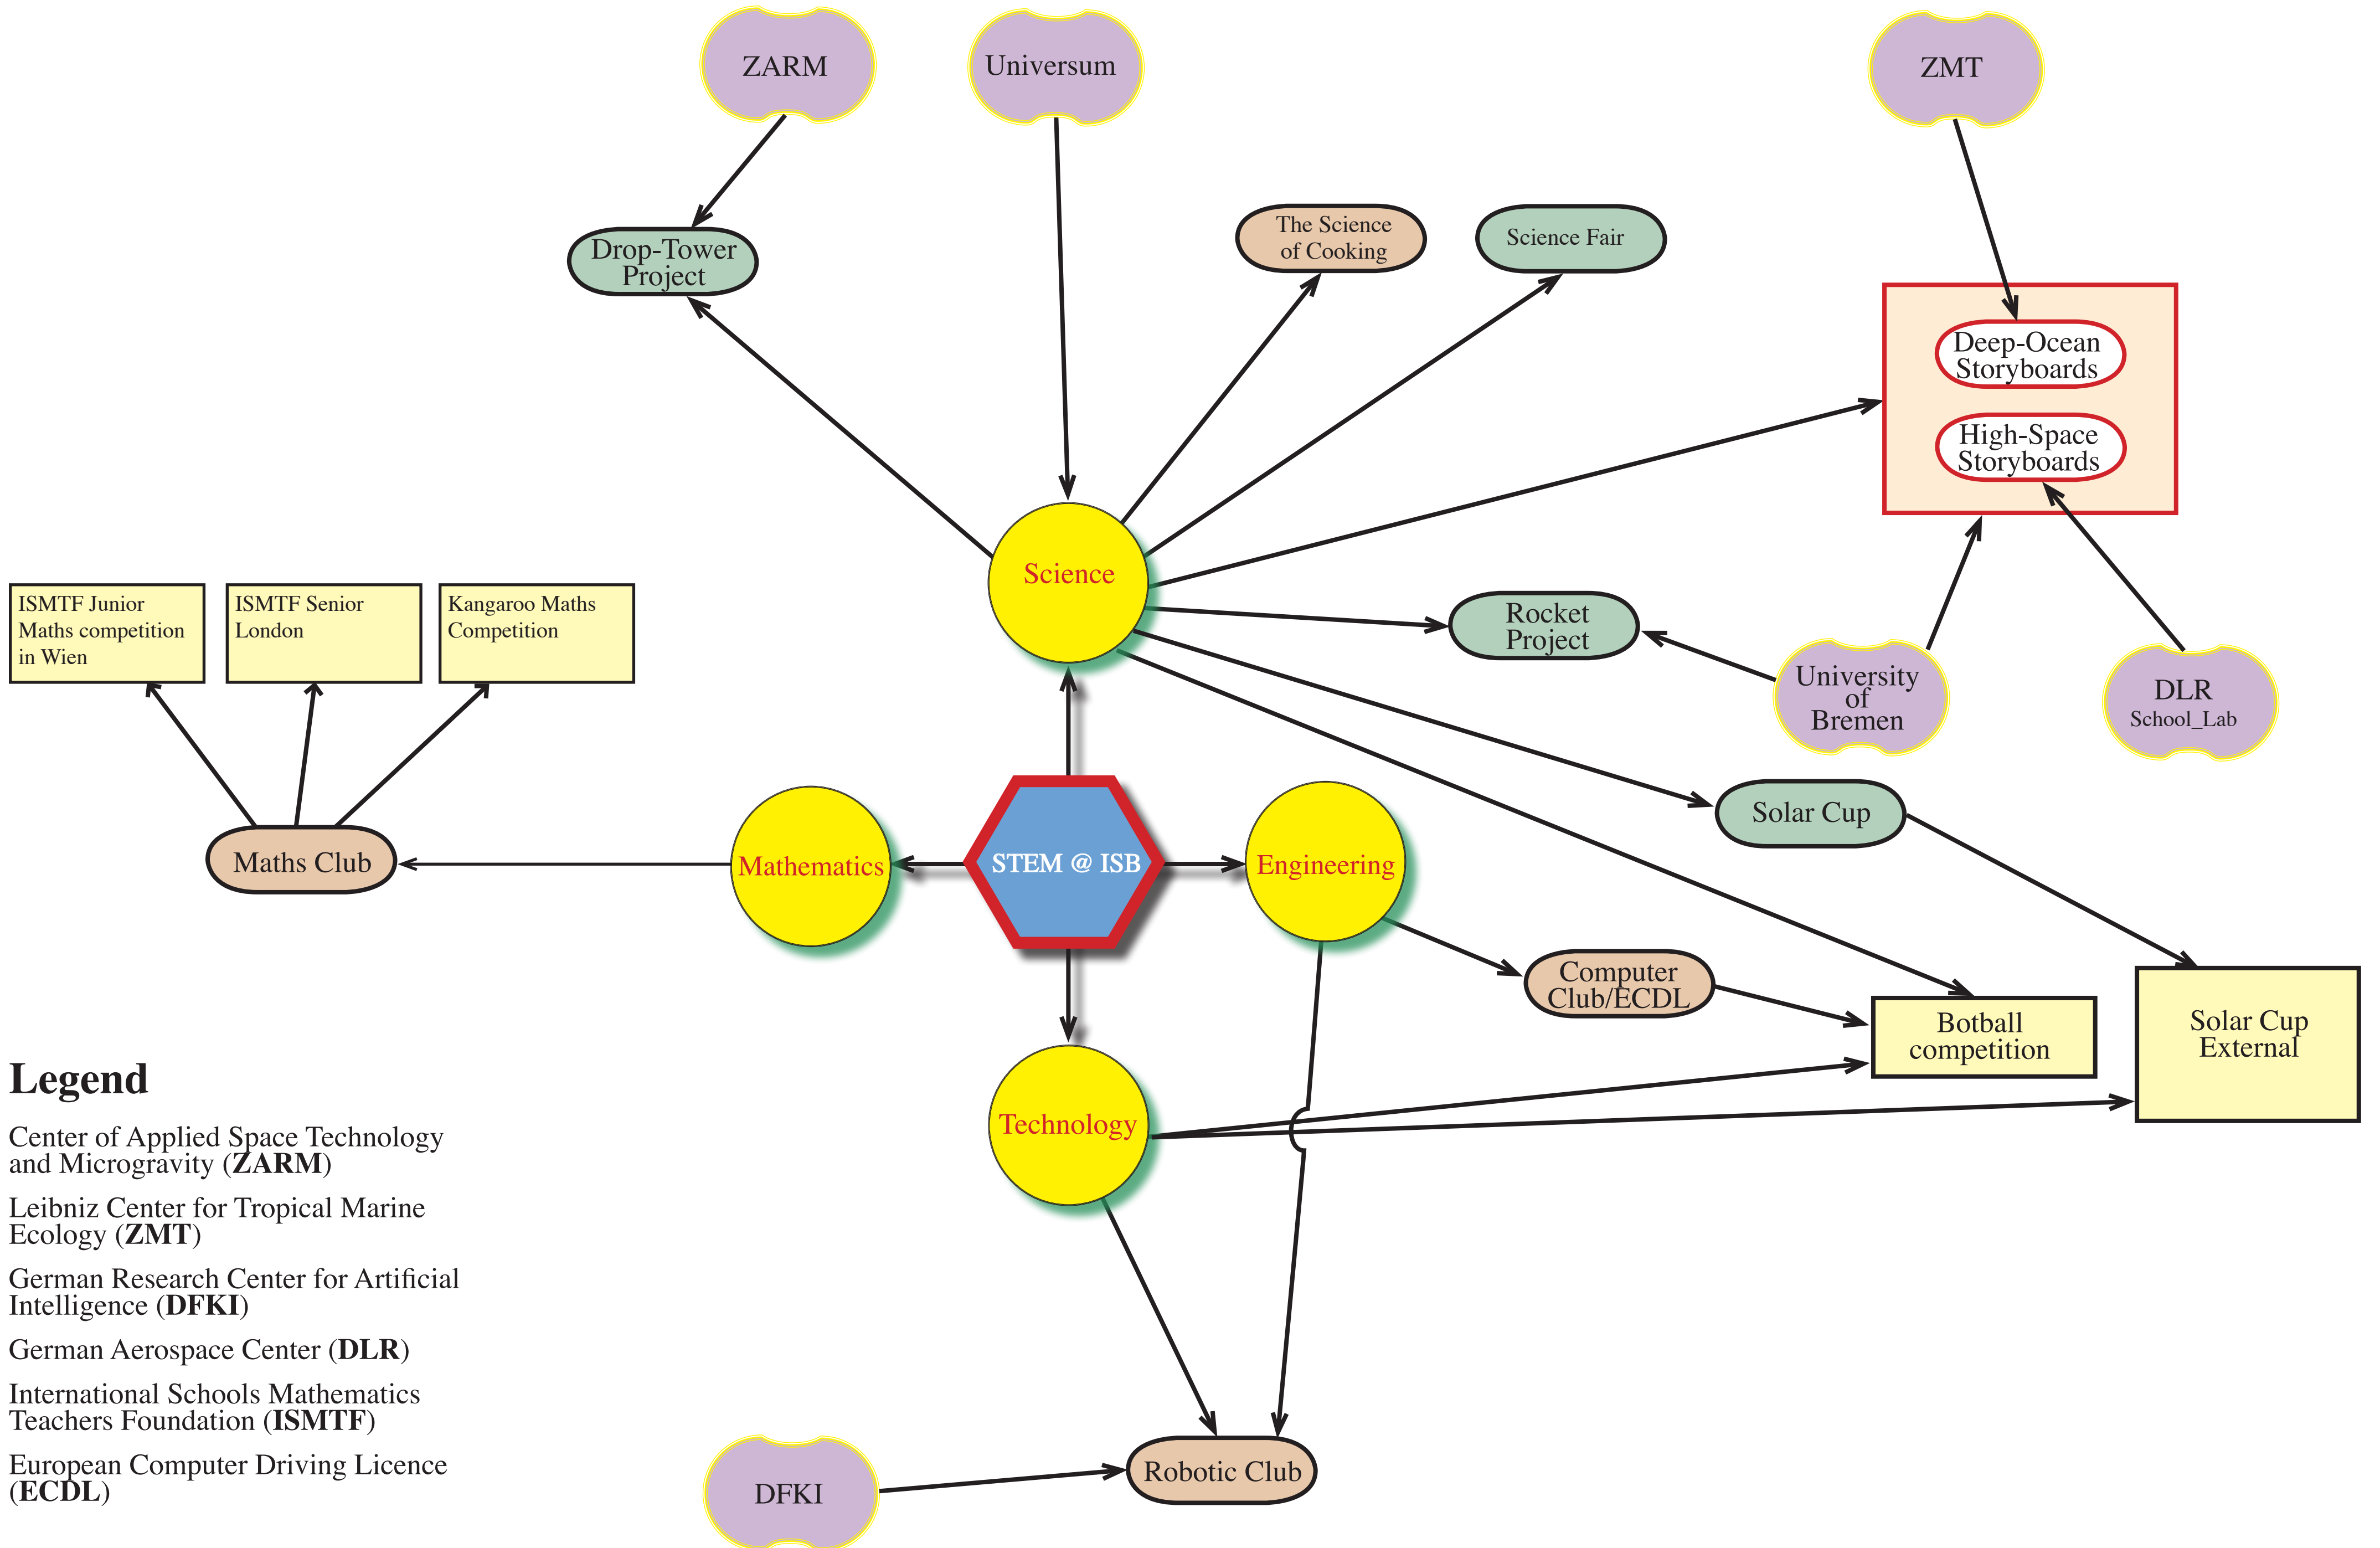 ZARM
Universum
ZMT
The Science
of Cooking
Science Fair
Drop-Tower
Project
Deep-Ocean
Storyboards
High-Space
Storyboards
Science
ISMTF Junior
Maths competition
in Wien
ISMTF Senior
London
Kangaroo Maths
Competition
Rocket
Project
University
of
Bremen
DLR
School_Lab
Solar Cup
Maths Club
Mathematics
STEM @ ISB
Engineering
Computer
Club/ECDL
Botball
competition
Solar Cup
External
Technology
Legend
Center of Applied Space Technology
and Microgravity (ZARM)
Leibniz Center for Tropical Marine
Ecology (ZMT)
German Research Center for Artificial
Intelligence (DFKI)
German Aerospace Center (DLR)
International Schools Mathematics
Teachers Foundation (ISMTF)
European Computer Driving Licence
(ECDL)
DFKI
Robotic Club